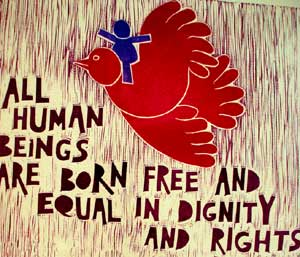 ALL
HUMAN
BEINGS
ARE BORN FREE AND
EQUAL IN DIGNITY
AND RIGHTS